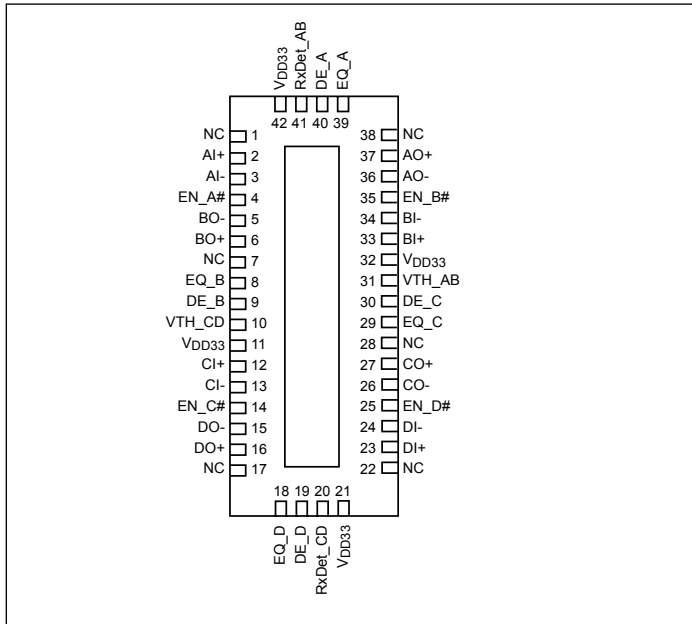 VDD33
RxDet_AB
DE_A
EQ_A
42 41 40 39
NC 1
AI+ 2
AI- 3
EN_A# 4
BO- 5
BO+ 6
NC 7
EQ_B 8
DE_B 9
VTH_CD 10
VDD33 11
CI+ 12
CI- 13
EN_C# 14
DO- 15
DO+ 16
NC 17
38 NC
37 AO+
36 AO-
35 EN_B#
34 BI-
33 BI+
32 VDD33
31 VTH_AB
30 DE_C
29 EQ_C
28 NC
27 CO+
26 CO-
25 EN_D#
24 DI-
23 DI+
22 NC
18 19 20 21
EQ_D
DE_D
RxDet_CD
VDD33